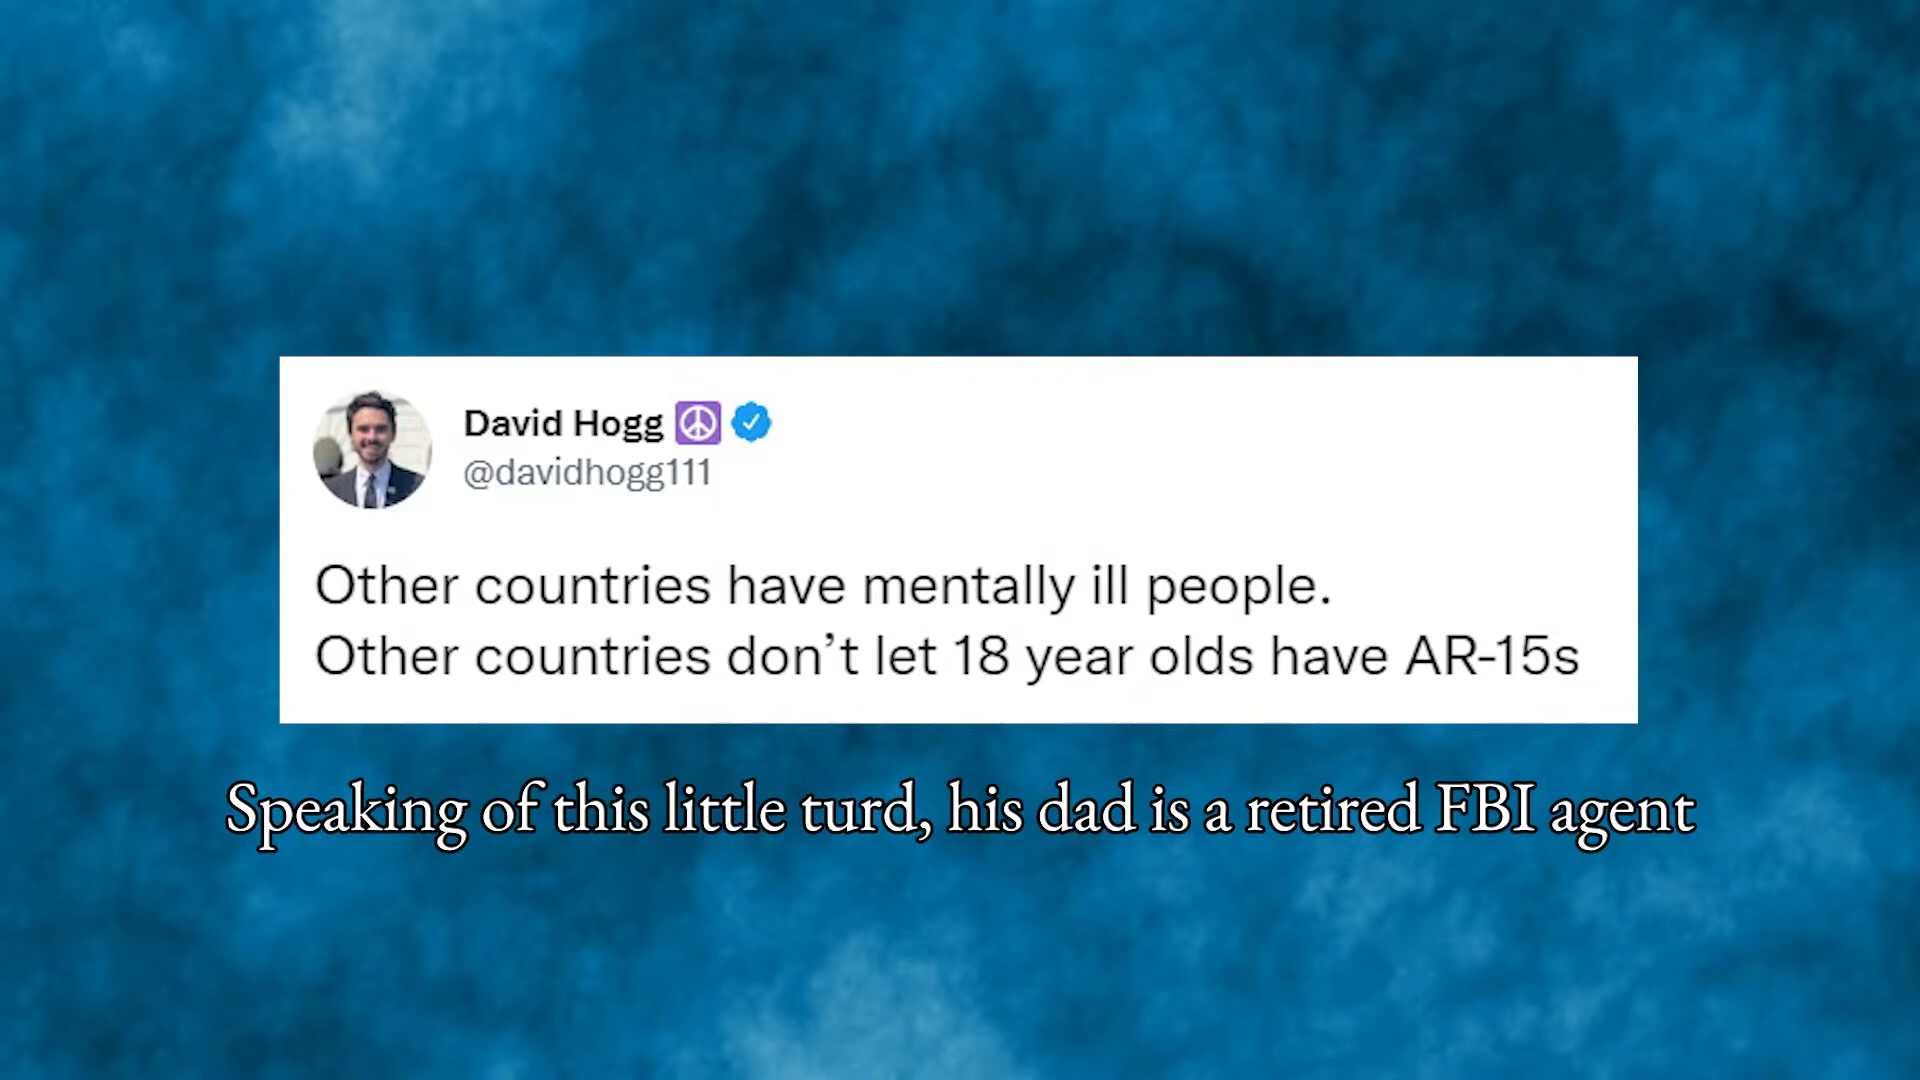 David Hogg ☮️
@davidhogg111
Other countries have mentally ill people.
Other countries don’t let 18 year olds have AR-15s
Speaking of this little turd, his dad is a retired FBI agent